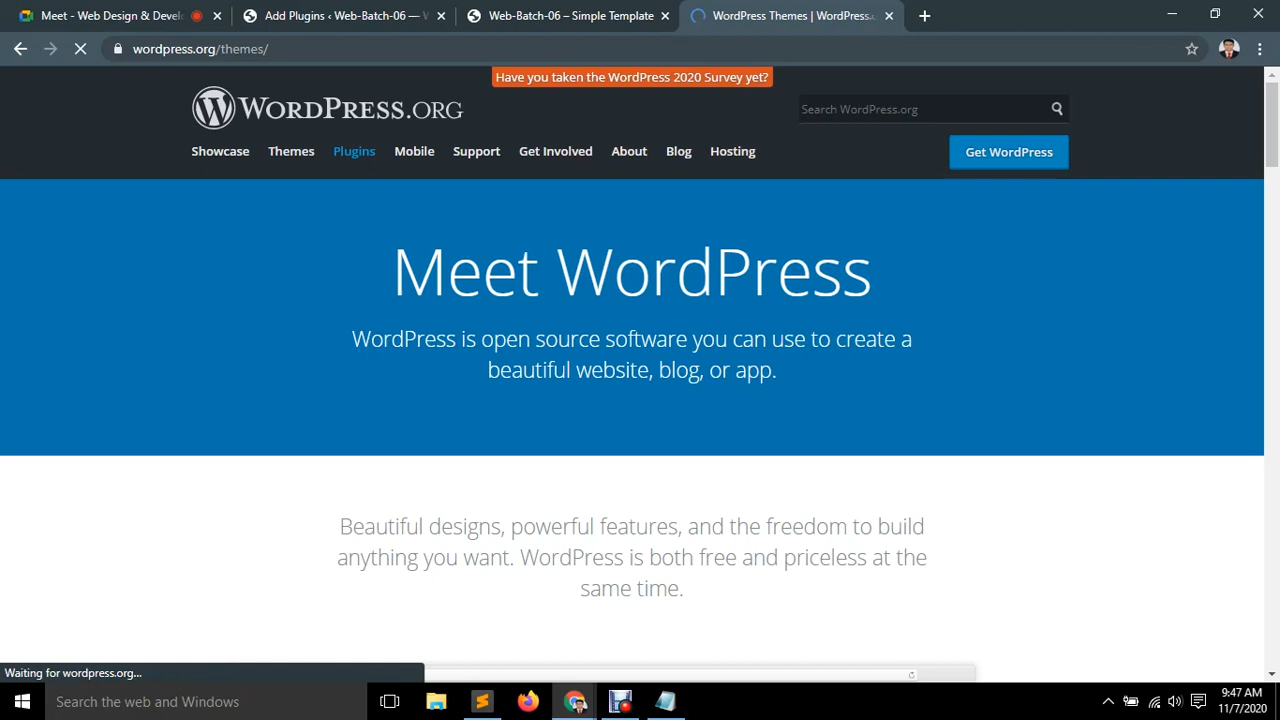 Meet - Web Design & Devel
Add Plugins ‹ Web-Batch-06 —
Web-Batch-06 – Simple Template
WordPress Themes | WordPress.
wordpress.org/themes/
Have you taken the WordPress 2020 Survey yet?
WORDPRESS.ORG
Search WordPress.org
Showcase Themes Plugins Mobile Support Get Involved About Blog Hosting
Get WordPress
Meet WordPress
WordPress is open source software you can use to create a
beautiful website, blog, or app.
Beautiful designs, powerful features, and the freedom to build
anything you want. WordPress is both free and priceless at the
same time.
Waiting for wordpress.org...
Search the web and Windows
9:47 AM
11/7/2020